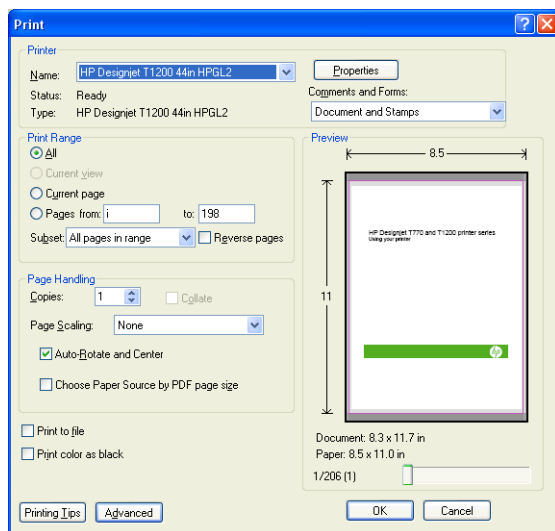 Print
Printer
Name: HP Designjet T1200 44in HPGL2
Properties
Status: Ready
Type: HP Designjet T1200 44in HPGL2
Comments and Forms:
Document and Stamps
Print Range
All
Current view
Current page
Pages from: i to: 198
Subset: All pages in range
Reverse pages
Page Handling
Copies: 1
Collate
Page Scaling: None
Auto-Rotate and Center
Choose Paper Source by PDF page size
Print to file
Print color as black
Preview
8.5
11
HP Designjet T770 and T1200 printer series
Using your printer
hp
Document: 8.3 x 11.7 in
Paper: 8.5 x 11.0 in
1/206 (1)
Printing Tips
Advanced
OK
Cancel